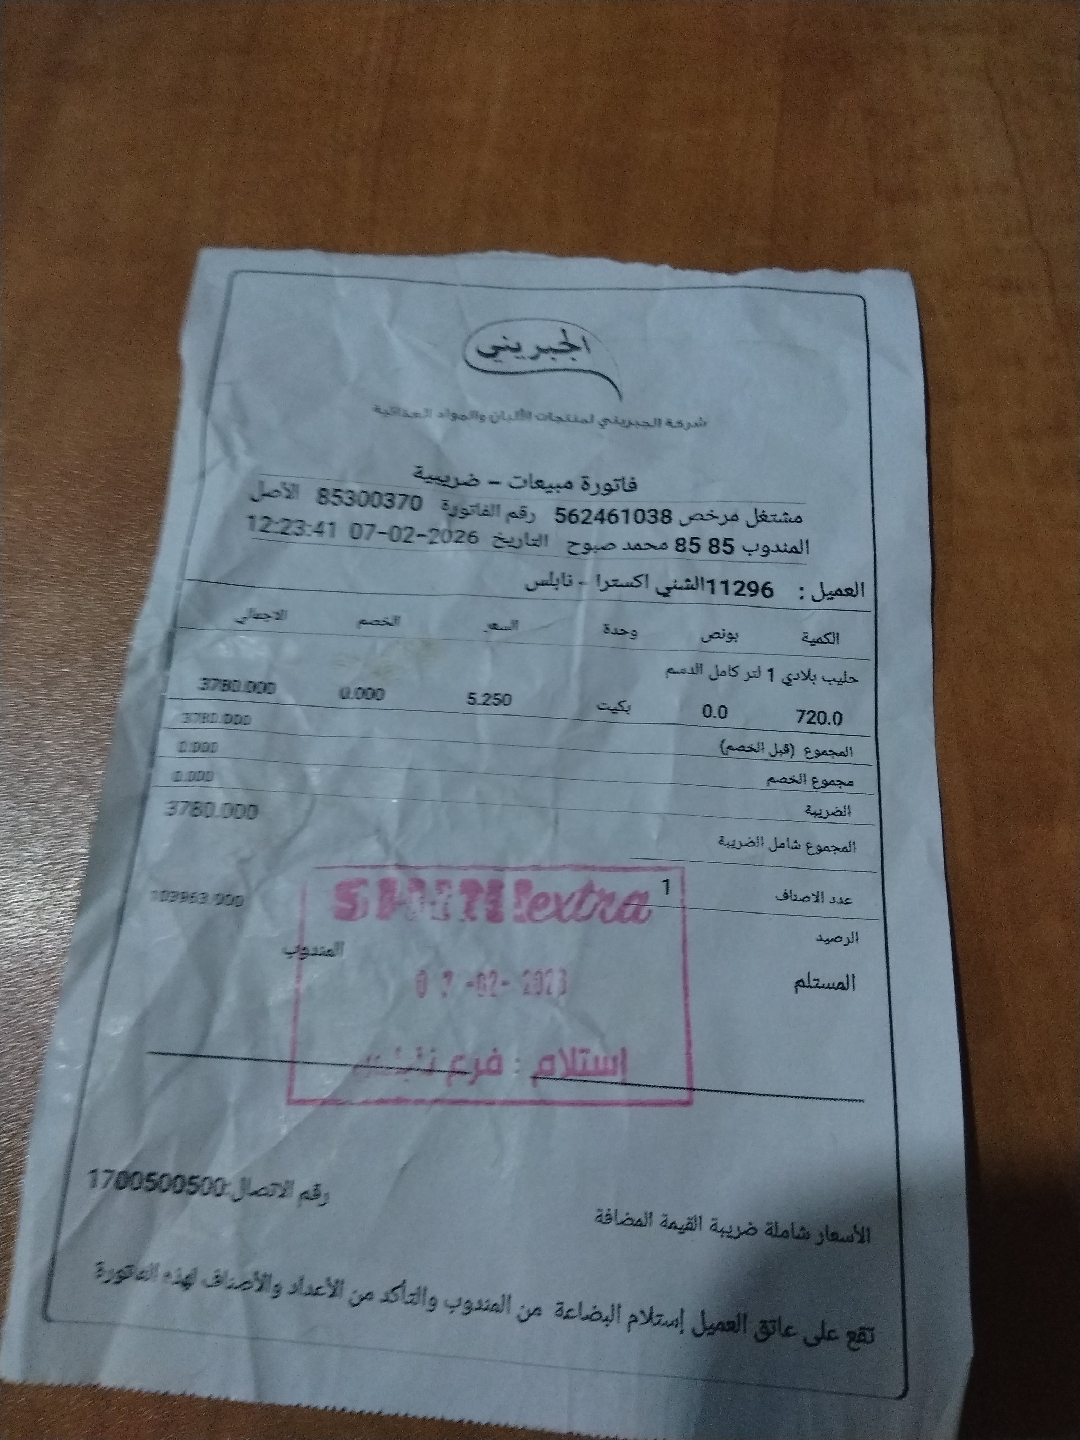 الجبريني
شركة الجبريني لمنتجات الألبان والمواد الغذائية
فاتورة مبيعات - ضريبية
مشتغل مرخص 562461038 رقم الفاتورة 85300370 الأصل
المندوب 85 85 محمد صبوح التاريخ 07-02-2026 12:23:41
العميل : 11296الشني اكسترا - نابلس
الكمية بونص وحدة السعر الخصم الاجمالي
حليب بلادي 1 لتر كامل الدسم
720.0 0.0 بكيت 5.250 0.000 3780.000
المجموع (قبل الخصم) 3780.000
مجموع الخصم 0.000
الضريبة 0.000
المجموع شامل الضريبة 3780.000
عدد الاصناف 1
الرصيد 103963.000
المستلم المندوب
SHINI extra
إستلام : فرع نابلس
رقم الاتصال:1700500500
الأسعار شاملة ضريبة القيمة المضافة
تقع على عاتق العميل إستلام البضاعة من المندوب والتأكد من الأعداد والأصناف لهذه الفاتورة